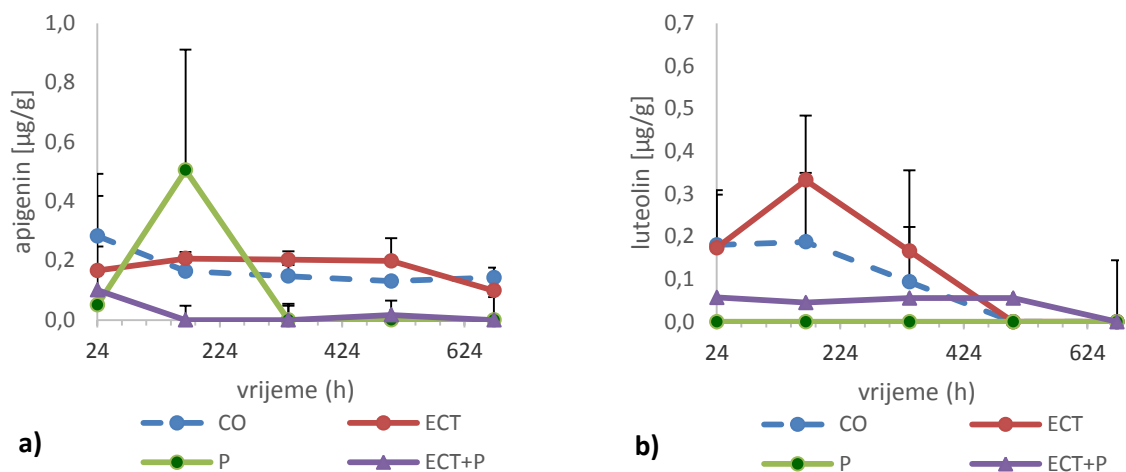 apigenin [µg/g]
1,0
0,8
0,6
0,4
0,2
0,0
24 224 424 624
vrijeme (h)
CO ECT
P ECT+P
a)
luteolin [µg/g]
0,7
0,6
0,5
0,4
0,3
0,2
0,1
0,0
24 224 424 624
vrijeme (h)
CO ECT
P ECT+P
b)